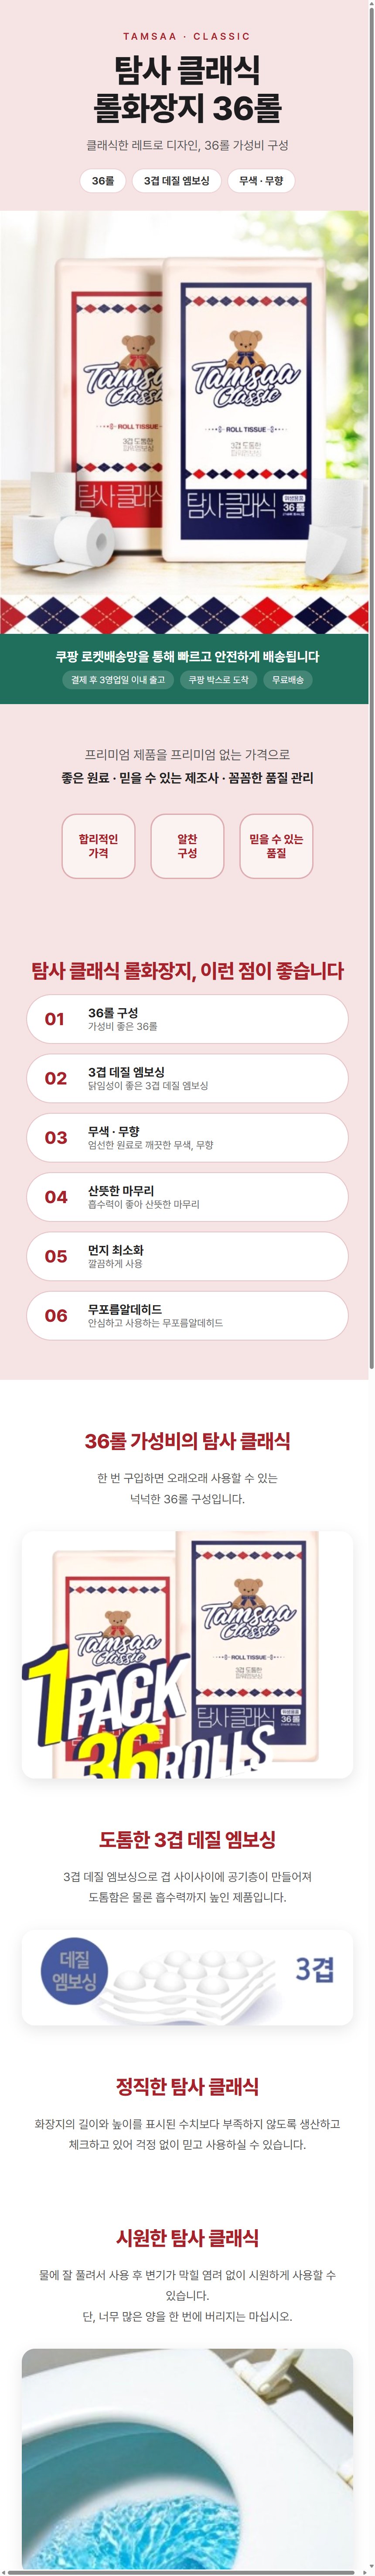 TAMSAA · CLASSIC
탐사 클래식
롤화장지 36롤
클래식한 레트로 디자인, 36롤 가성비 구성
36롤
3겹 데질 엠보싱
무색 · 무향
Tamsaa
Classic
ROLL TISSUE
탐사클래식
Tamsaa
Classic
ROLL TISSUE
3겹 도톰한
탐사클래식
36롤
쿠팡 로켓배송망을 통해 빠르고 안전하게 배송됩니다
결제 후 3영업일 이내 출고
쿠팡 박스로 도착
무료배송
프리미엄 제품을 프리미엄 없는 가격으로
좋은 원료 · 믿을 수 있는 제조사 · 꼼꼼한 품질 관리
합리적인
가격
알찬
구성
믿을 수 있는
품질
탐사 클래식 롤화장지, 이런 점이 좋습니다
01
36롤 구성
가성비 좋은 36롤
02
3겹 데질 엠보싱
닦임성이 좋은 3겹 데질 엠보싱
03
무색 · 무향
엄선한 원료로 깨끗한 무색, 무향
04
산뜻한 마무리
흡수력이 좋아 산뜻한 마무리
05
먼지 최소화
깔끔하게 사용
06
무포름알데히드
안심하고 사용하는 무포름알데히드
36롤 가성비의 탐사 클래식
한 번 구입하면 오래오래 사용할 수 있는
넉넉한 36롤 구성입니다.
Tamsaa
Classic
ROLL TISSUE
Tamsaa
Classic
ROLL TISSUE
3겹 도톰한
탐사클래식
36롤
1PACK
36ROLLS
도톰한 3겹 데질 엠보싱
3겹 데질 엠보싱으로 겹 사이사이에 공기층이 만들어져
도톰함은 물론 흡수력까지 높인 제품입니다.
데질
엠보싱
3겹
정직한 탐사 클래식
화장지의 길이와 높이를 표시된 수치보다 부족하지 않도록 생산하고
체크하고 있어 걱정 없이 믿고 사용하실 수 있습니다.
시원한 탐사 클래식
물에 잘 풀려서 사용 후 변기가 막힐 염려 없이 시원하게 사용할 수
있습니다.
단, 너무 많은 양을 한 번에 버리지는 마십시오.